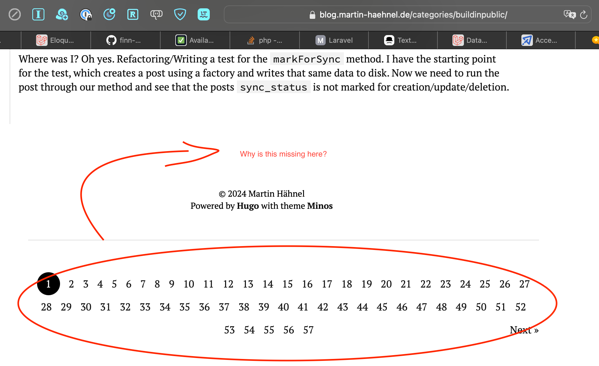 blog.martin-haehnel.de/categories/buildinpublic/
Eloqu... finn-... Availa... php -... Laravel Text... Data... Acce...
Where was I? Oh yes. Refactoring/Writing a test for the markForSync method. I have the starting point
for the test, which creates a post using a factory and writes that same data to disk. Now we need to run the
post through our method and see that the posts sync_status is not marked for creation/update/deletion.
Why is this missing here?
© 2024 Martin Hähnel
Powered by Hugo with theme Minos
1 2 3 4 5 6 7 8 9 10 11 12 13 14 15 16 17 18 19 20 21 22 23 24 25 26 27
28 29 30 31 32 33 34 35 36 37 38 39 40 41 42 43 44 45 46 47 48 49 50 51 52
53 54 55 56 57 Next »